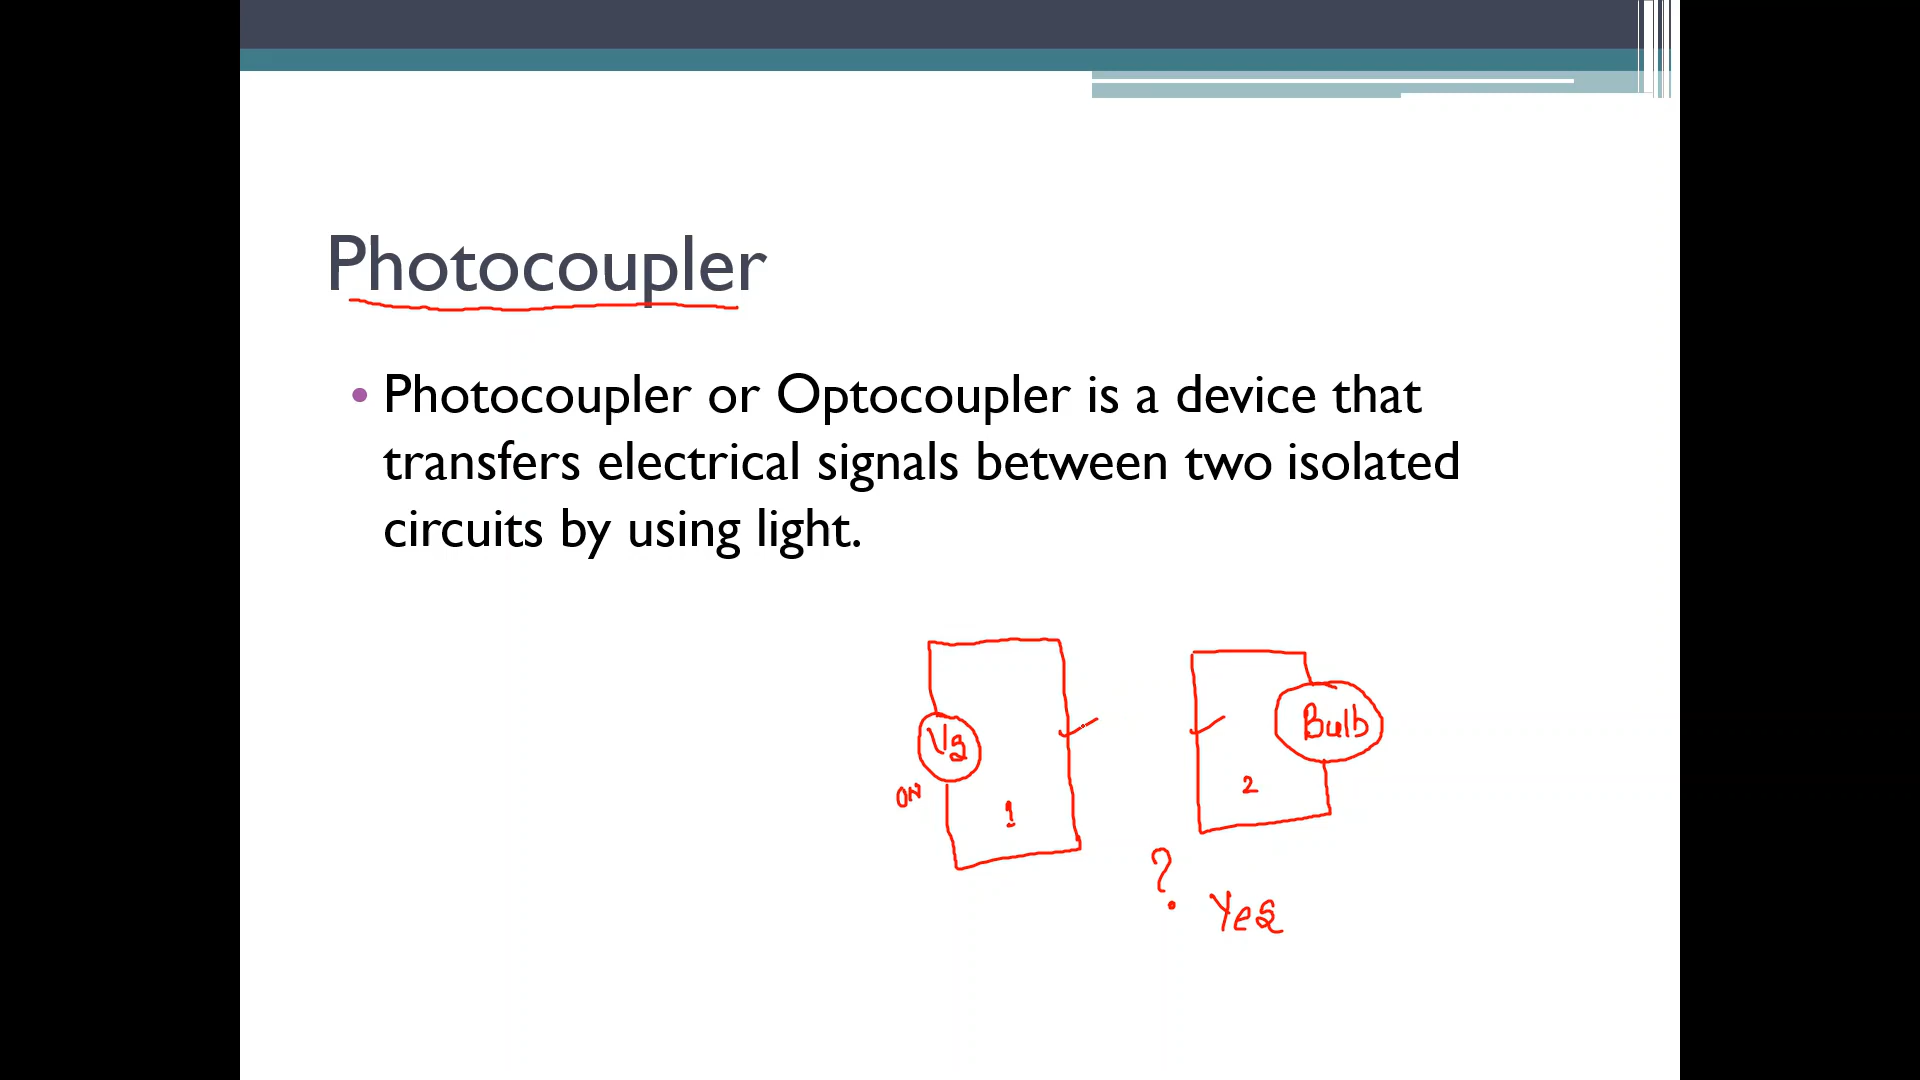 Photocoupler
• Photocoupler or Optocoupler is a device that
transfers electrical signals between two isolated
circuits by using light.
Vs
ON
1
Bulb
2
?
Yes